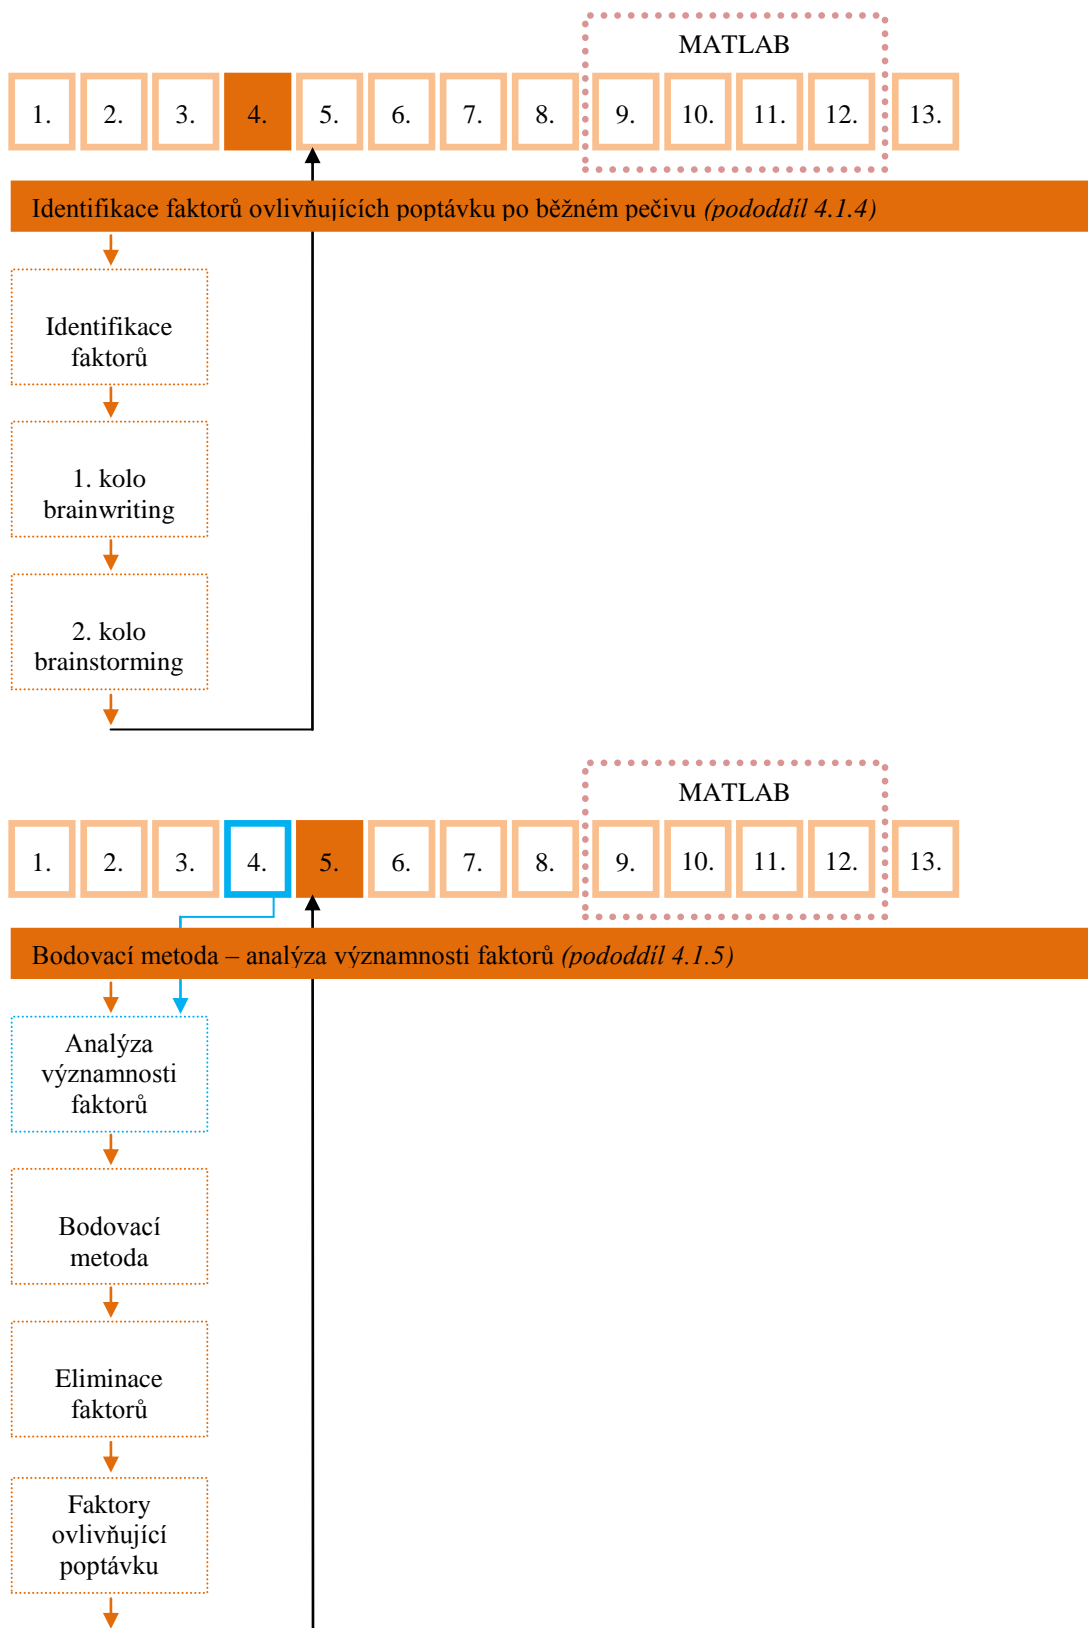 MATLAB
1. 2. 3. 4. 5. 6. 7. 8. 9. 10. 11. 12. 13.
Identifikace faktorů ovlivňujících poptávku po běžném pečivu (pododdíl 4.1.4)
Identifikace
faktorů
1. kolo
brainwriting
2. kolo
brainstorming
MATLAB
1. 2. 3. 4. 5. 6. 7. 8. 9. 10. 11. 12. 13.
Bodovací metoda – analýza významnosti faktorů (pododdíl 4.1.5)
Analýza
významnosti
faktorů
Bodovací
metoda
Eliminace
faktorů
Faktory
ovlivňující
poptávku